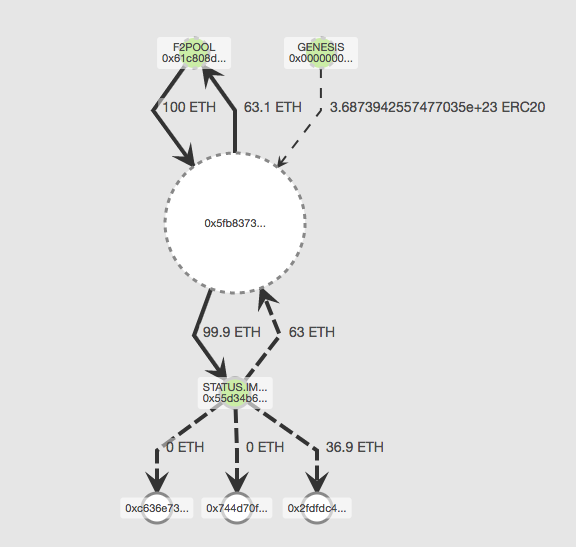 F2POOL
0x61c808d...
GENESIS
0x0000000...
100 ETH
63.1 ETH
3.6873942557477035e+23 ERC20
0x5fb8373...
99.9 ETH
63 ETH
STATUS.IM...
0x55d34b6...
0 ETH
0 ETH
36.9 ETH
0xc636e73...
0x744d70f...
0x2fdfdc4...